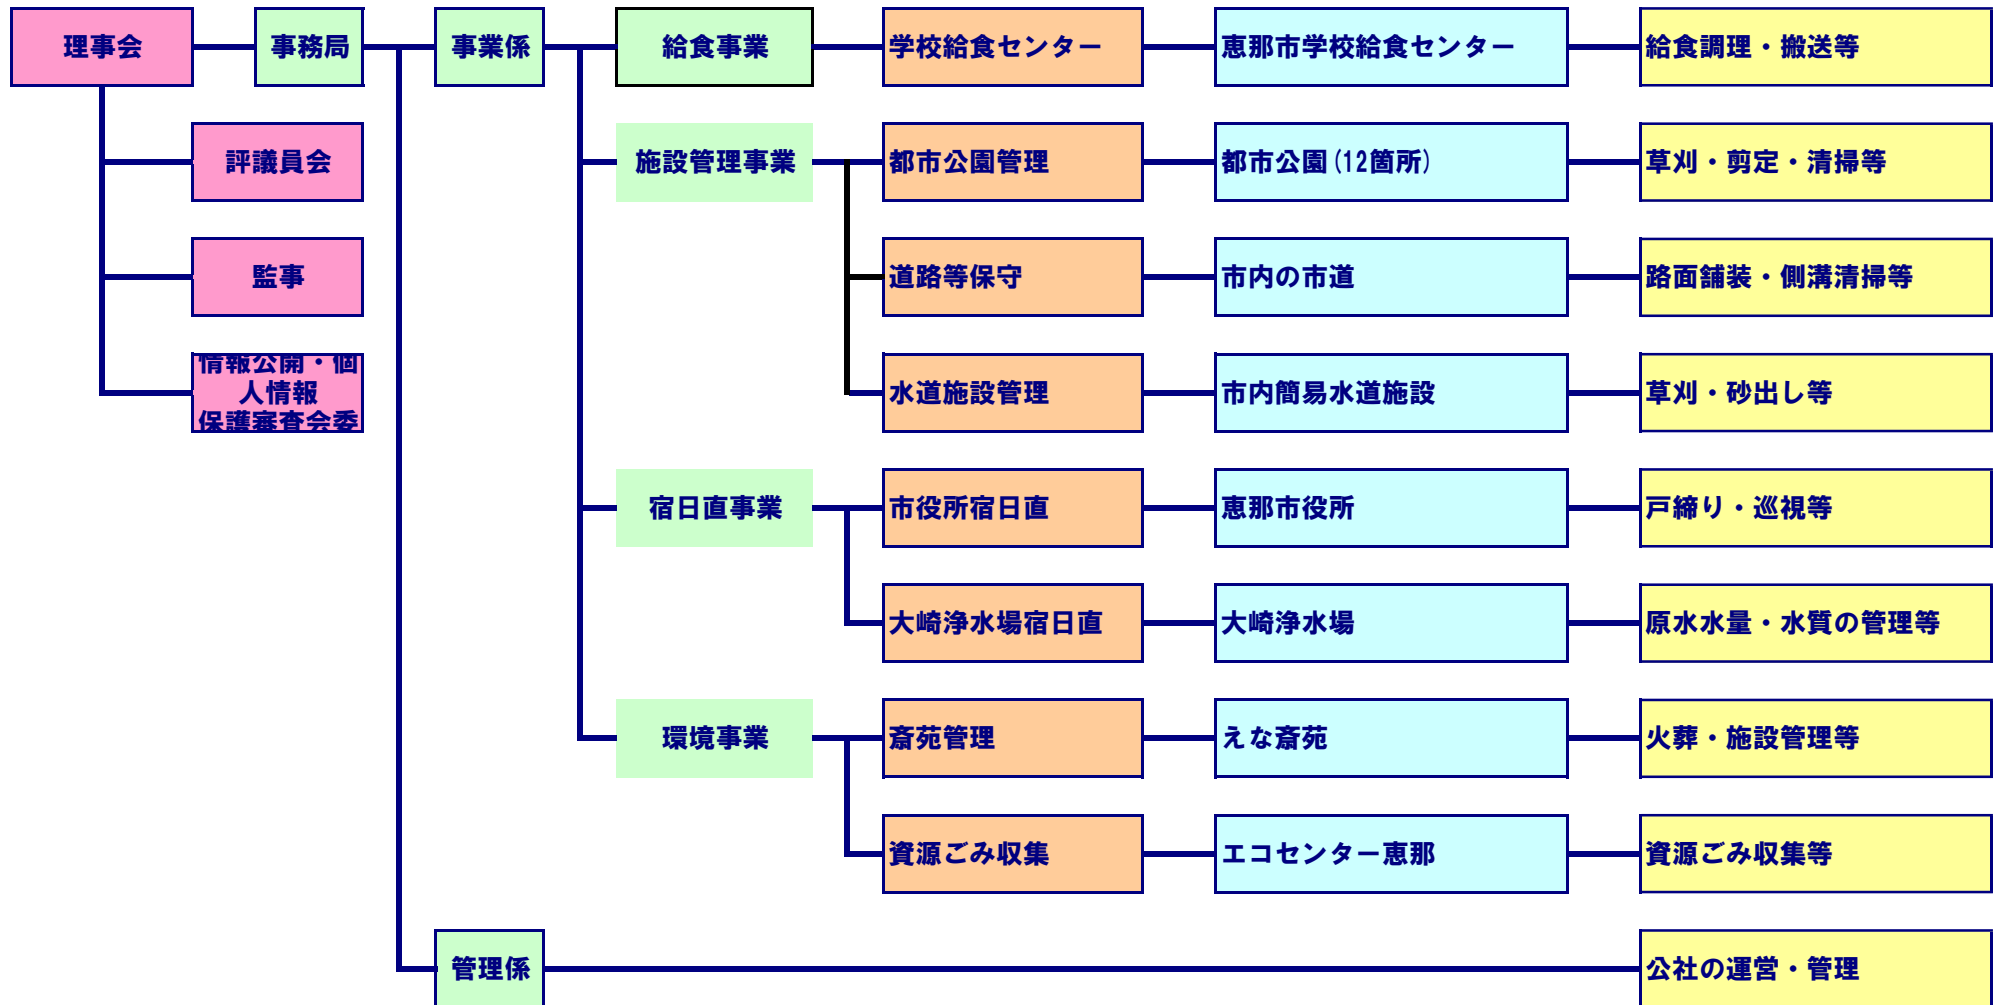 理事会
事務局
事業係
給食事業
学校給食センター
恵那市学校給食センター
給食調理・搬送等
評議員会
施設管理事業
都市公園管理
都市公園(12箇所)
草刈・剪定・清掃等
監事
道路等保守
市内の市道
路面舗装・側溝清掃等
情報公開・個
人情報
保護審査会委
水道施設管理
市内簡易水道施設
草刈・砂出し等
宿日直事業
市役所宿日直
恵那市役所
戸締り・巡視等
大崎浄水場宿日直
大崎浄水場
原水水量・水質の管理等
環境事業
斎苑管理
えな斎苑
火葬・施設管理等
資源ごみ収集
エコセンター恵那
資源ごみ収集等
管理係
公社の運営・管理